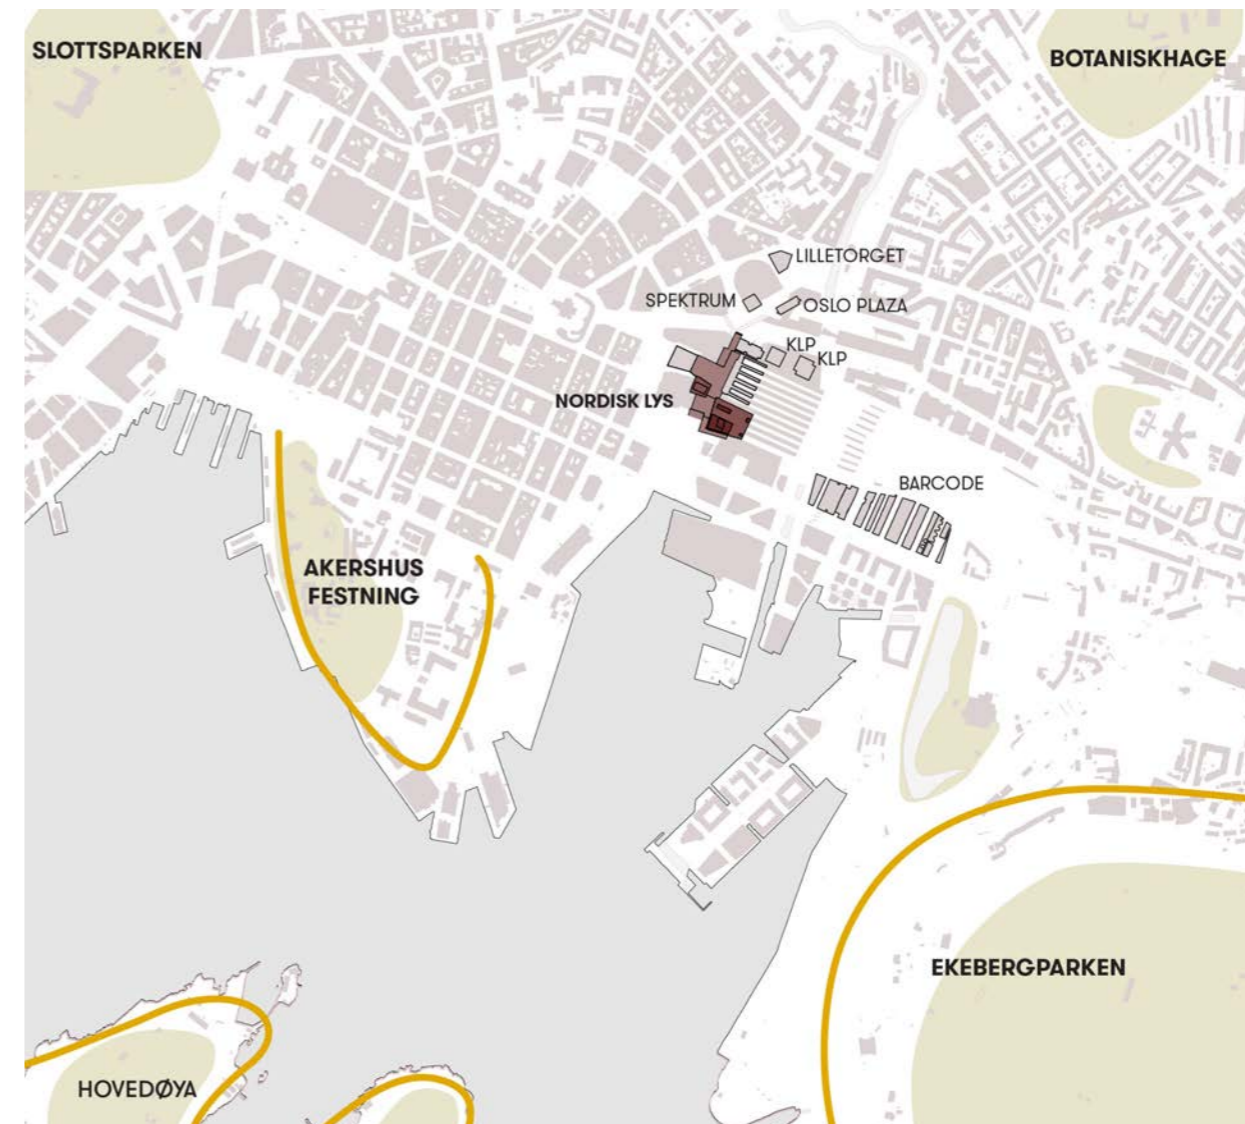 SLOTTSPARKEN
BOTANISKHAGE
LILLETORGET
SPEKTRUM
OSLO PLAZA
KLP
KLP
NORDISK LYS
BARCODE
AKERSHUS
FESTNING
EKEBERGPARKEN
HOVEDØYA